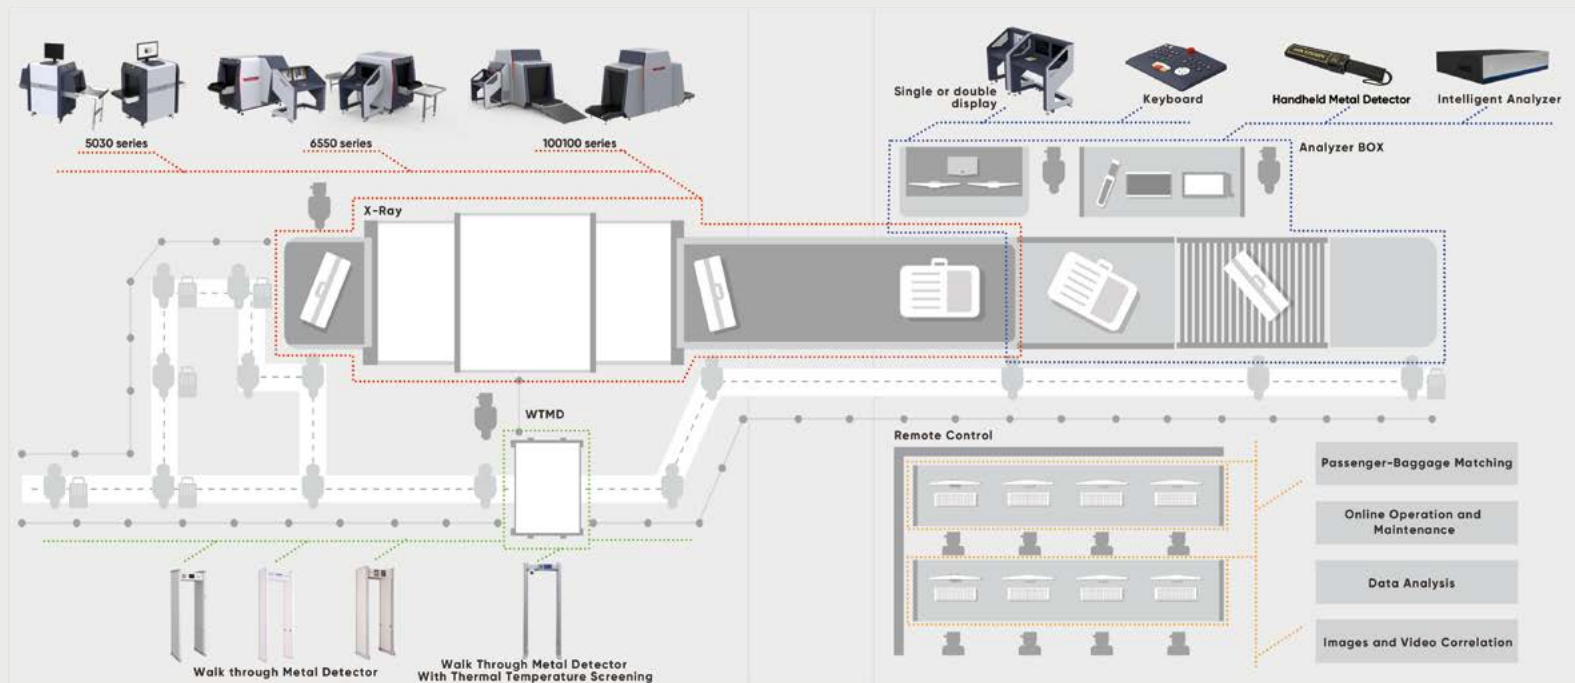 5030 series
6550 series
100100 series
Single or double
display
Keyboard
Handheld Metal Detector
Intelligent Analyzer
Analyzer BOX
X-Ray
WTMD
Remote Control
Passenger-Baggage Matching
Online Operation and
Maintenance
Data Analysis
Images and Video Correlation
Walk through Metal Detector
Walk Through Metal Detector
With Thermal Temperature Screening